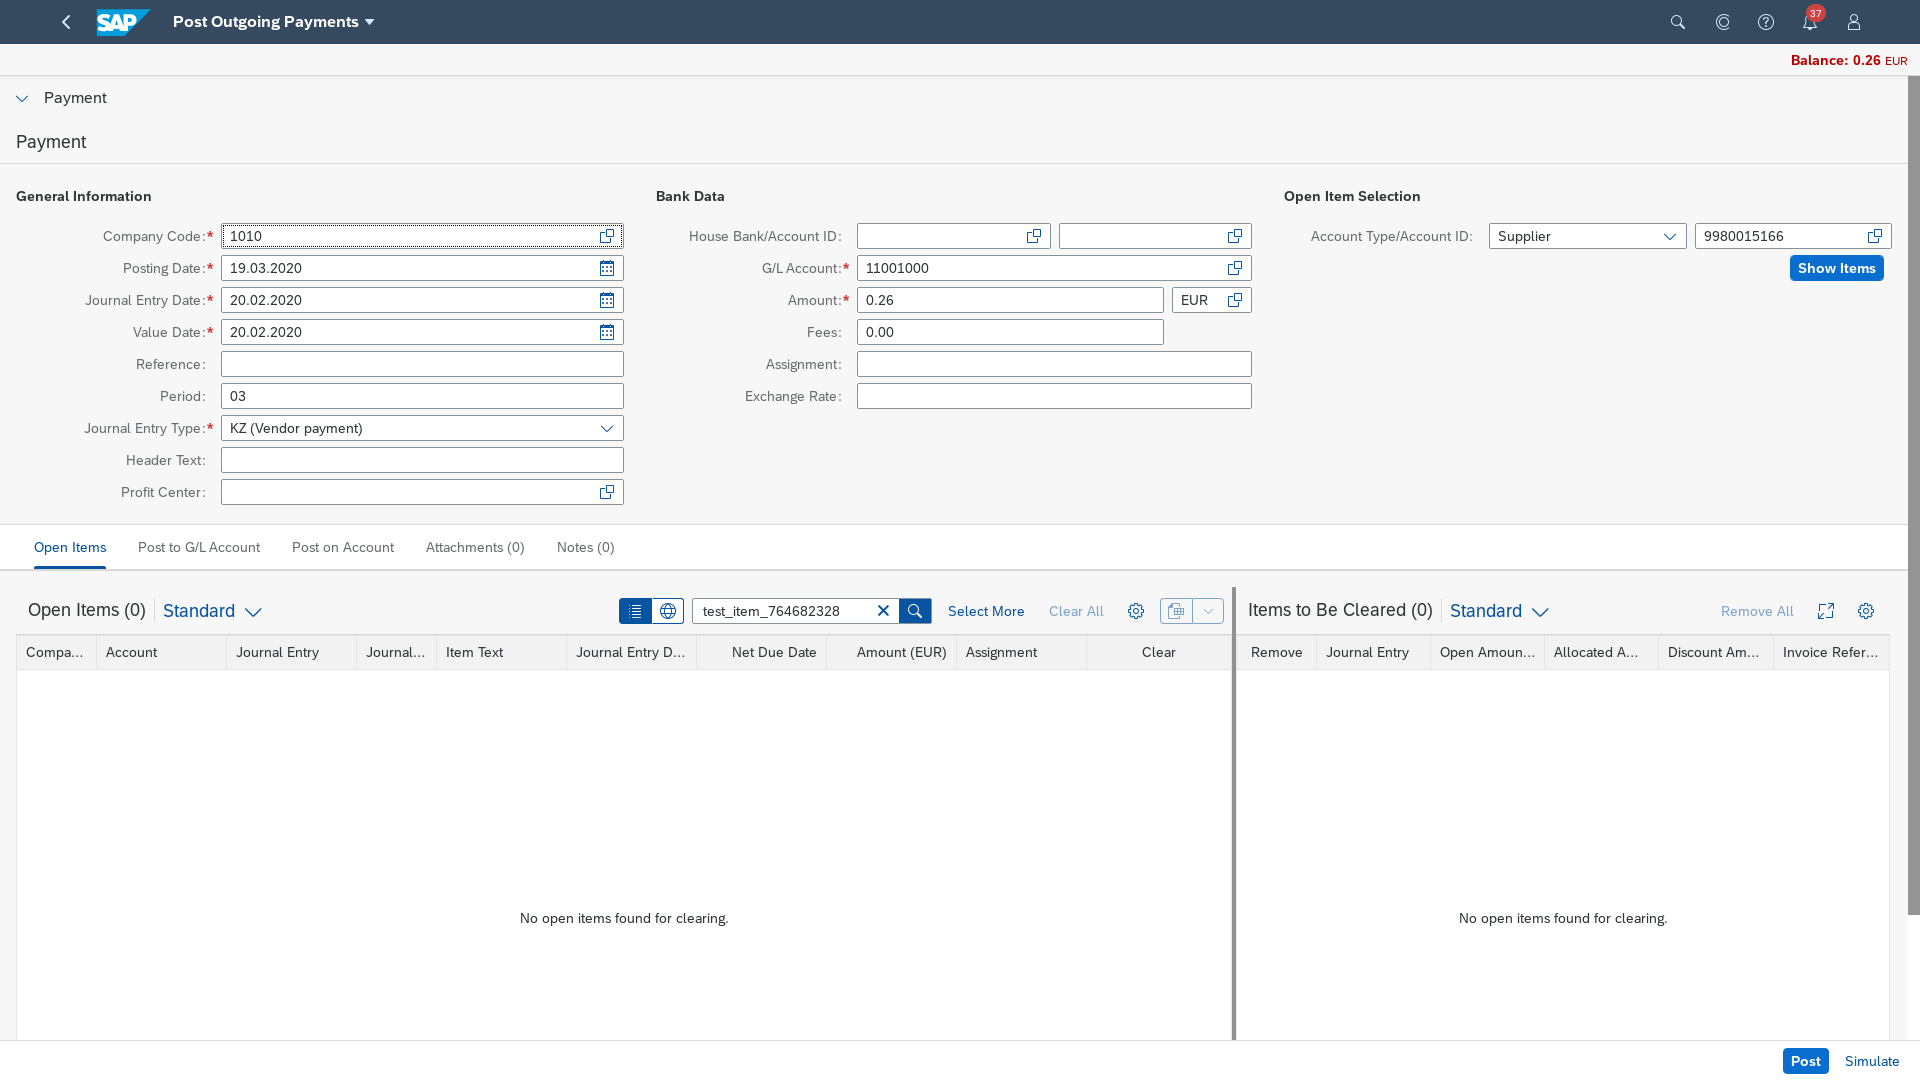 SAP Post Outgoing Payments
37
Balance: 0.26 EUR
Payment
Payment
General Information
Company Code:* 1010
Posting Date:* 19.03.2020
Journal Entry Date:* 20.02.2020
Value Date:* 20.02.2020
Reference:
Period: 03
Journal Entry Type:* KZ (Vendor payment)
Header Text:
Profit Center:
Bank Data
House Bank/Account ID:
G/L Account:* 11001000
Amount:* 0.26 EUR
Fees: 0.00
Assignment:
Exchange Rate:
Open Item Selection
Account Type/Account ID: Supplier 9980015166
Show Items
Open Items Post to G/L Account Post on Account Attachments (0) Notes (0)
Open Items (0) Standard test_item_764682328 Select More Clear All
Compa... Account Journal Entry Journal... Item Text Journal Entry D... Net Due Date Amount (EUR) Assignment Clear
No open items found for clearing.
Items to Be Cleared (0) Standard Remove All
Remove Journal Entry Open Amoun... Allocated A... Discount Am... Invoice Refer...
No open items found for clearing.
Post Simulate